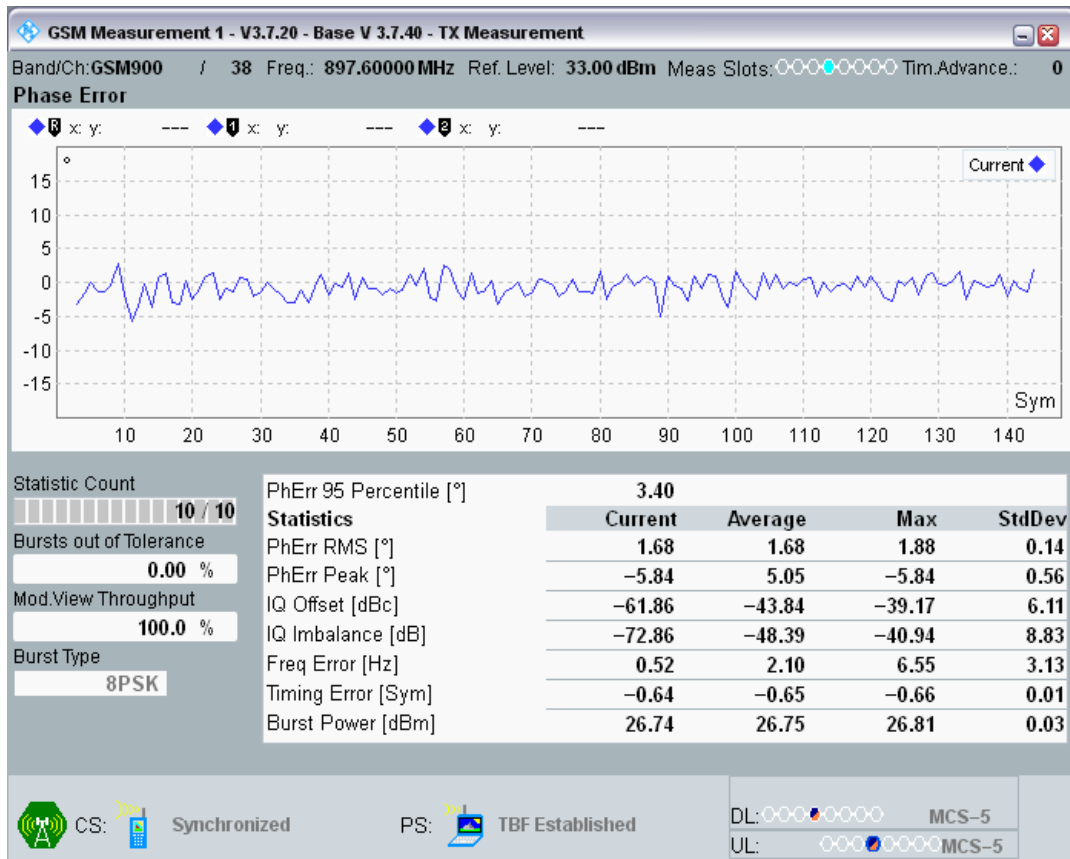 GSM Measurement 1 - V3.7.20 - Base V 3.7.40 - TX Measurement
Band/Ch:GSM900 / 38 Freq.: 897.60000 MHz Ref. Level: 33.00 dBm Meas Slots: Tim.Advance.: 0
Phase Error
R x: y: --- 1 x: y: --- 2 x: y: ---
° Current
15
10
5
0
-5
-10
-15
Sym
10 20 30 40 50 60 70 80 90 100 110 120 130 140
Statistic Count
10 / 10
Bursts out of Tolerance
0.00 %
Mod.View Throughput
100.0 %
Burst Type
8PSK
PhErr 95 Percentile [°] 3.40
Statistics Current Average Max StdDev
PhErr RMS [°] 1.68 1.68 1.88 0.14
PhErr Peak [°] −5.84 5.05 −5.84 0.56
IQ Offset [dBc] −61.86 −43.84 −39.17 6.11
IQ Imbalance [dB] −72.86 −48.39 −40.94 8.83
Freq Error [Hz] 0.52 2.10 6.55 3.13
Timing Error [Sym] −0.64 −0.65 −0.66 0.01
Burst Power [dBm] 26.74 26.75 26.81 0.03
CS: Synchronized PS: TBF Established
DL: MCS−5
UL: MCS−5